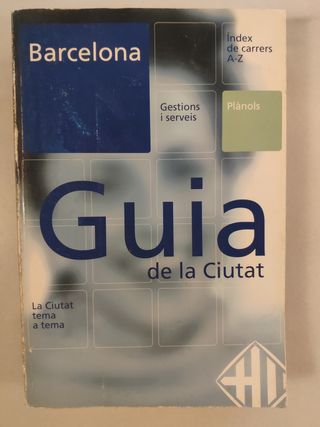 Barcelona
Índex
de carrers
A-Z
Gestions
i serveis
Plànols
Guia
de la Ciutat
La Ciutat
tema
a tema